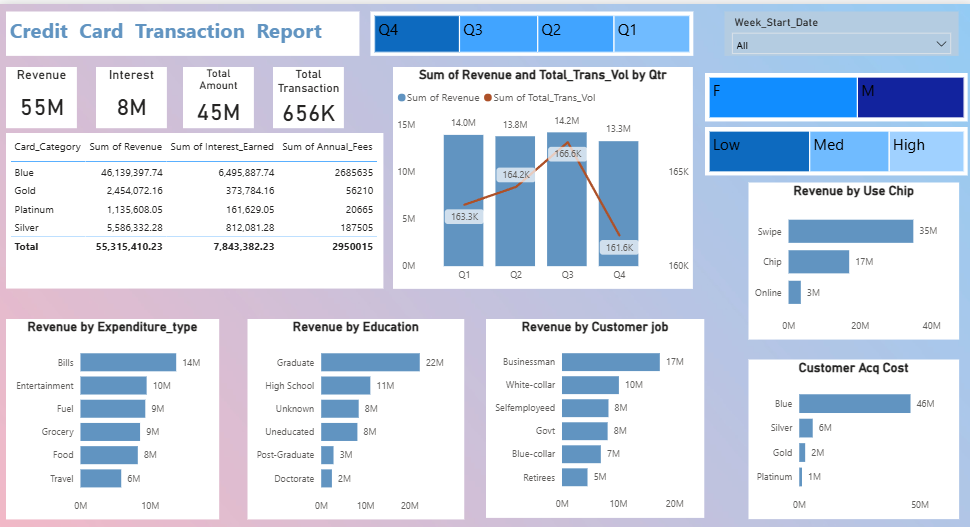 Credit Card Transaction Report
Q4 Q3 Q2 Q1
Week_Start_Date
All
Revenue
55M
Interest
8M
Total
Amount
45M
Total
Transaction
656K
F M
Low Med High
Card_Category Sum of Revenue Sum of Interest_Earned Sum of Annual_Fees
Blue 46,139,397.74 6,495,887.74 2685635
Gold 2,454,072.16 373,784.16 56210
Platinum 1,135,608.05 161,629.05 20665
Silver 5,586,332.28 812,081.28 187505
Total 55,315,410.23 7,843,382.23 2950015
Sum of Revenue and Total_Trans_Vol by Qtr
Sum of Revenue Sum of Total_Trans_Vol
15M
10M
5M
0M
14.0M 13.8M 14.2M 13.3M
163.3K 164.2K 166.6K 161.6K
165K
160K
Q1 Q2 Q3 Q4
Revenue by Use Chip
Swipe 35M
Chip 17M
Online 3M
0M 20M 40M
Revenue by Expenditure_type
Bills 14M
Entertainment 10M
Fuel 9M
Grocery 9M
Food 8M
Travel 6M
0M 10M
Revenue by Education
Graduate 22M
High School 11M
Unknown 8M
Uneducated 8M
Post-Graduate 3M
Doctorate 2M
0M 10M 20M
Revenue by Customer job
Businessman 17M
White-collar 10M
Selfemployeed 8M
Govt 8M
Blue-collar 7M
Retirees 5M
0M 10M 20M
Customer Acq Cost
Blue 46M
Silver 6M
Gold 2M
Platinum 1M
0M 50M